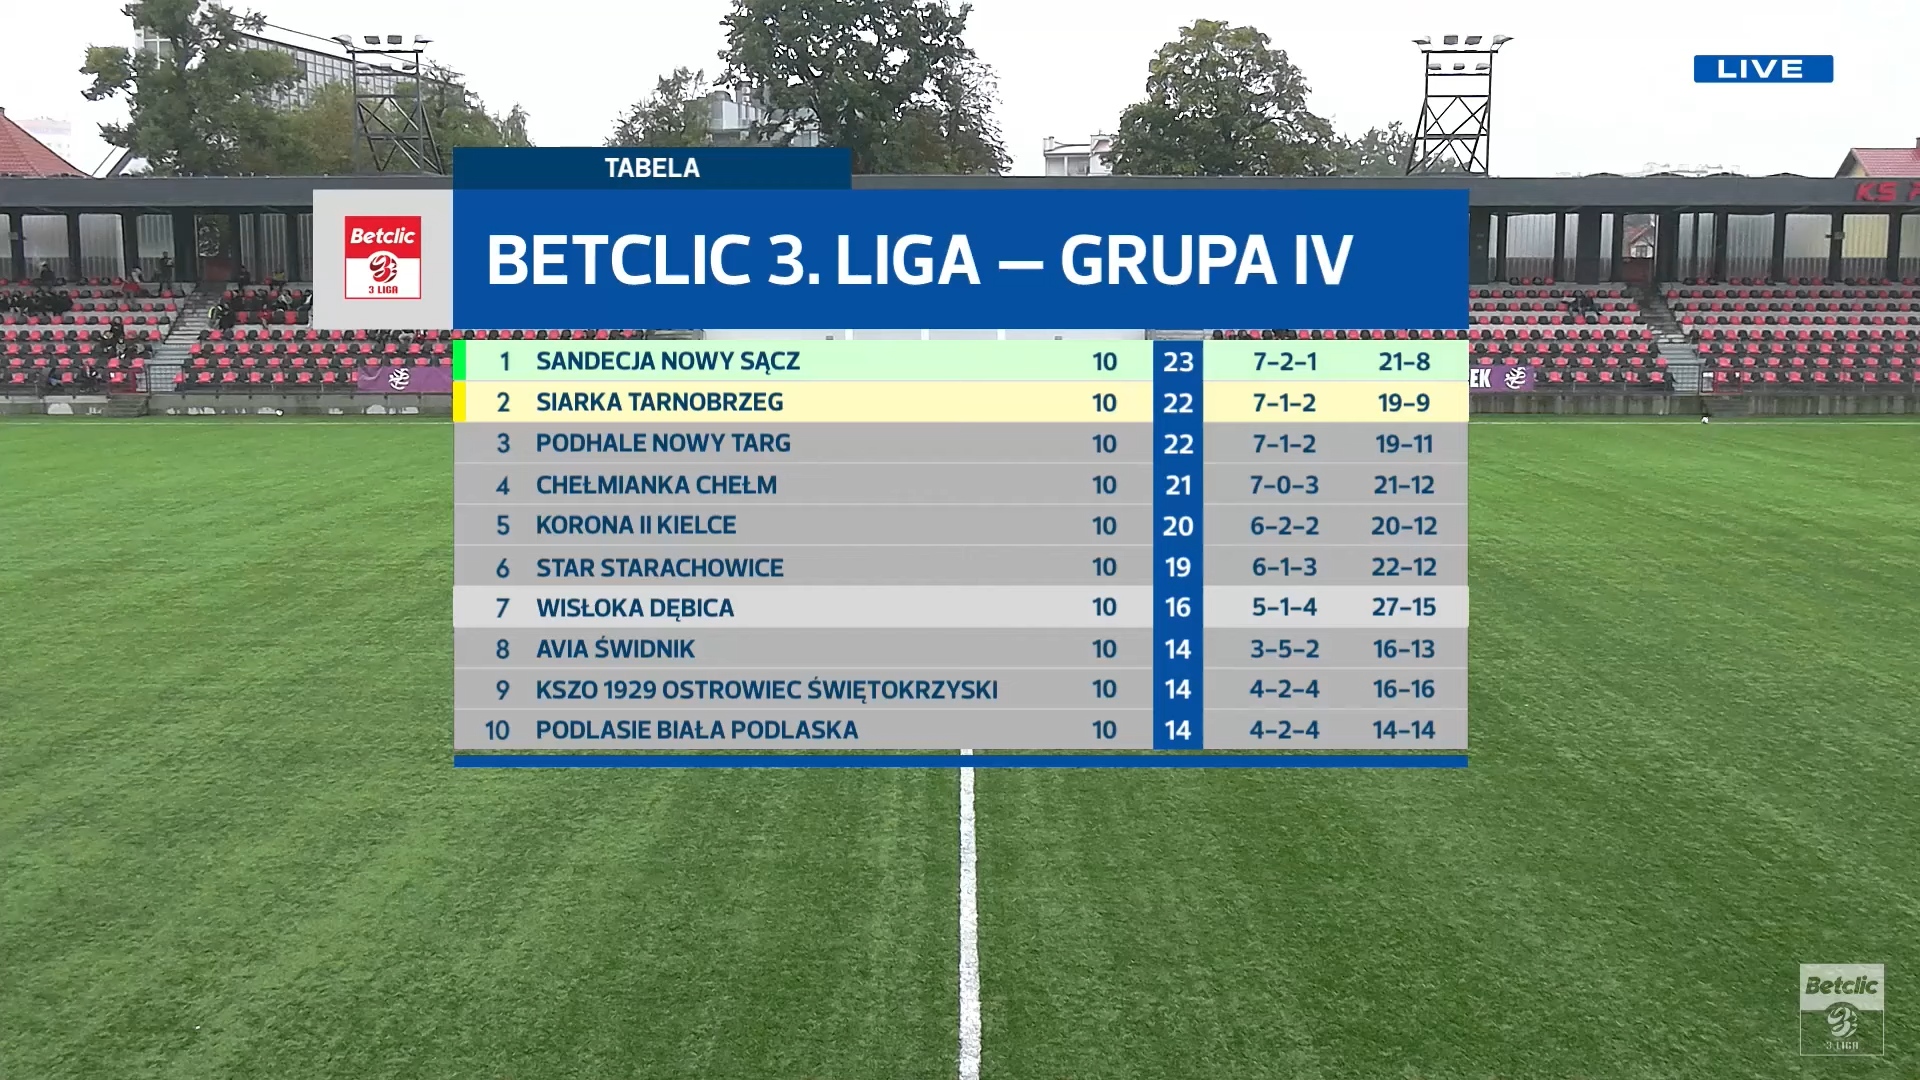 LIVE
TABELA
KS
Betclic
3 LIGA
BETCLIC 3. LIGA – GRUPA IV
1 SANDECJA NOWY SĄCZ 10 23 7–2–1 21–8
2 SIARKA TARNOBRZEG 10 22 7–1–2 19–9
EK
3 PODHALE NOWY TARG 10 22 7–1–2 19–11
4 CHEŁMIANKA CHEŁM 10 21 7–0–3 21–12
5 KORONA II KIELCE 10 20 6–2–2 20–12
6 STAR STARACHOWICE 10 19 6–1–3 22–12
7 WISŁOKA DĘBICA 10 16 5–1–4 27–15
8 AVIA ŚWIDNIK 10 14 3–5–2 16–13
9 KSZO 1929 OSTROWIEC ŚWIĘTOKRZYSKI 10 14 4–2–4 16–16
10 PODLASIE BIAŁA PODLASKA 10 14 4–2–4 14–14
Betclic
3 LIGA